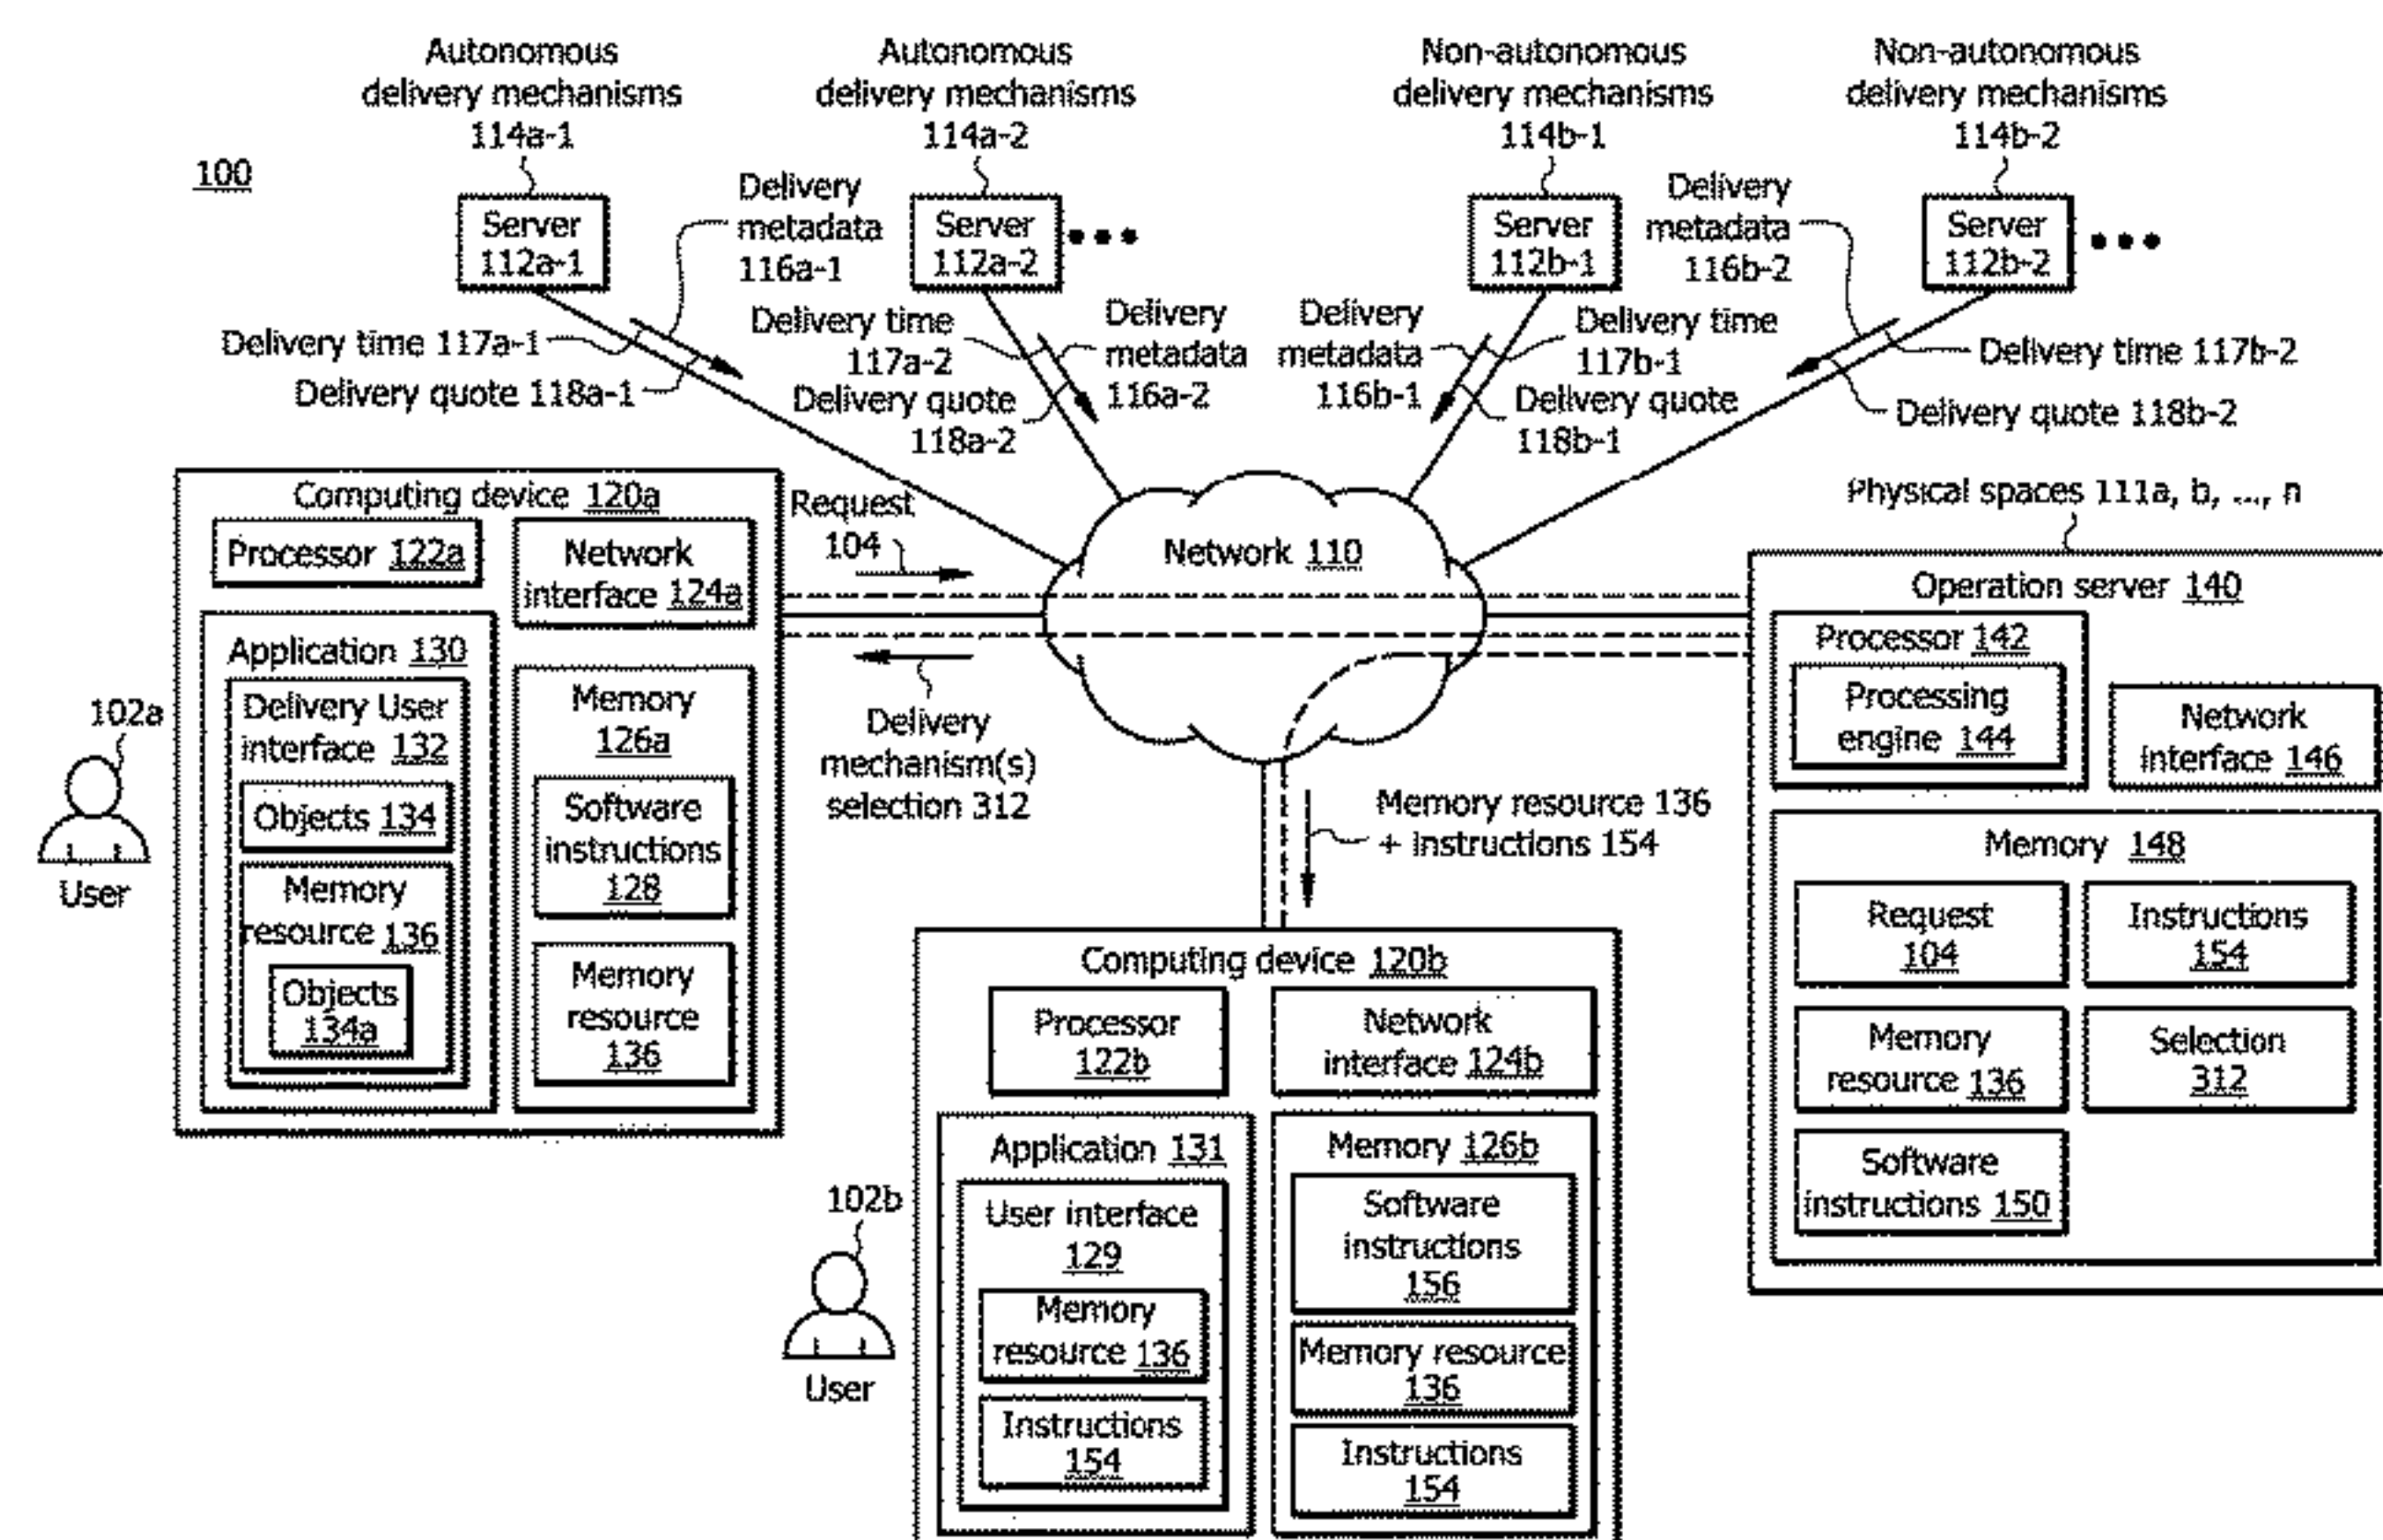 100
Autonomous
delivery mechanisms
114a-1
Autonomous
delivery mechanisms
114a-2
Non-autonomous
delivery mechanisms
114b-1
Non-autonomous
delivery mechanisms
114b-2
Server
112a-1
Delivery
metadata
116a-1
Server
112a-2
Server
112b-1
Delivery
metadata
116b-2
Server
112b-2
Delivery time 117a-1
Delivery quote 118a-1
Delivery time
117a-2
Delivery quote
118a-2
Delivery
metadata
116a-2
Delivery
metadata
116b-1
Delivery time
117b-1
Delivery quote
118b-1
Delivery time 117b-2
Delivery quote 118b-2
Computing device 120a
Processor 122a
Network
interface 124a
Application 130
Delivery User
interface 132
Objects 134
Memory
resource 136
Objects
134a
Memory
126a
Software
instructions
128
Memory
resource
136
102a
User
Request
104
Network 110
Delivery
mechanism(s)
selection 312
Memory resource 136
+ Instructions 154
Physical spaces 111a, b, ..., n
Operation server 140
Processor 142
Processing
engine 144
Network
interface 146
Memory 148
Request
104
Instructions
154
Memory
resource 136
Selection
312
Software
instructions 150
Computing device 120b
Processor
122b
Network
interface 124b
Application 131
User interface
129
Memory
resource 136
Instructions
154
Memory 126b
Software
instructions
156
Memory resource
136
Instructions
154
102b
User